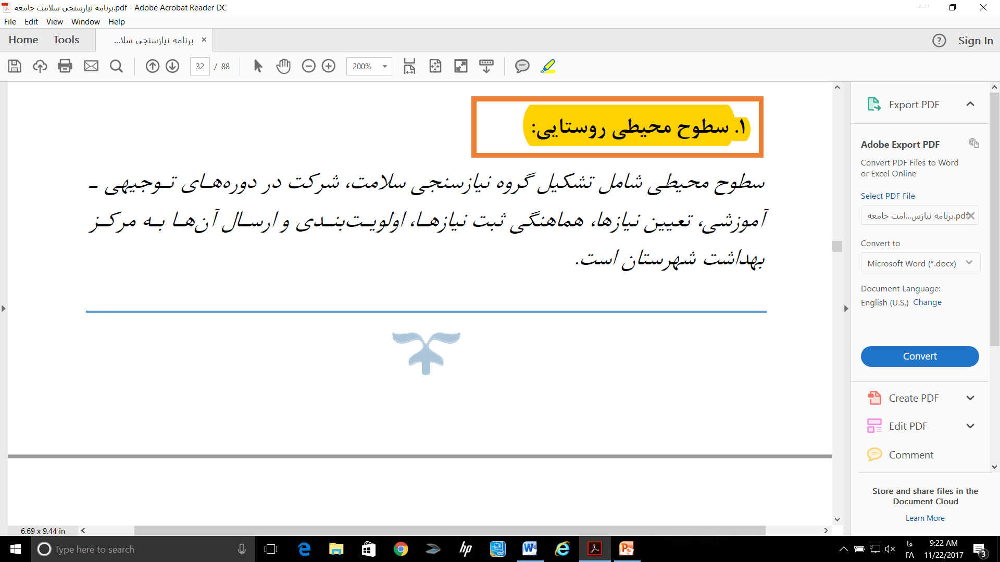 برنامه نیازسنجی سلامت جامعه.pdf - Adobe Acrobat Reader DC
File Edit View Window Help
Home Tools برنامه نیازسنجی سلا... Sign In
32 / 88 200%
۱. سطوح محیطی روستایی:
سطوح محیطی شامل تشکیل گروه نیازسنجی سلامت، شرکت در دوره‌های توجیهی ـ
آموزشی، تعیین نیازها، هماهنگی ثبت نیازها، اولویت‌بندی و ارسال آن‌ها به مرکز
بهداشت شهرستان است.
6.69 x 9.44 in
Export PDF
Adobe Export PDF
Convert PDF Files to Word
or Excel Online
Select PDF File
برنامه نیازس...امت جامعه.pdf
Convert to
Microsoft Word (*.docx)
Document Language:
English (U.S.) Change
Convert
Create PDF
Edit PDF
Comment
Store and share files in the
Document Cloud
Learn More
Type here to search
hp
فا
FA
9:22 AM
11/22/2017
3